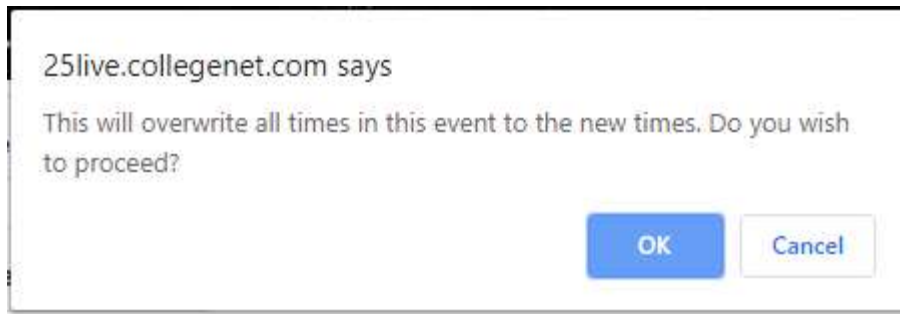 25live.collegenet.com says
This will overwrite all times in this event to the new times. Do you wish
to proceed?
OK
Cancel